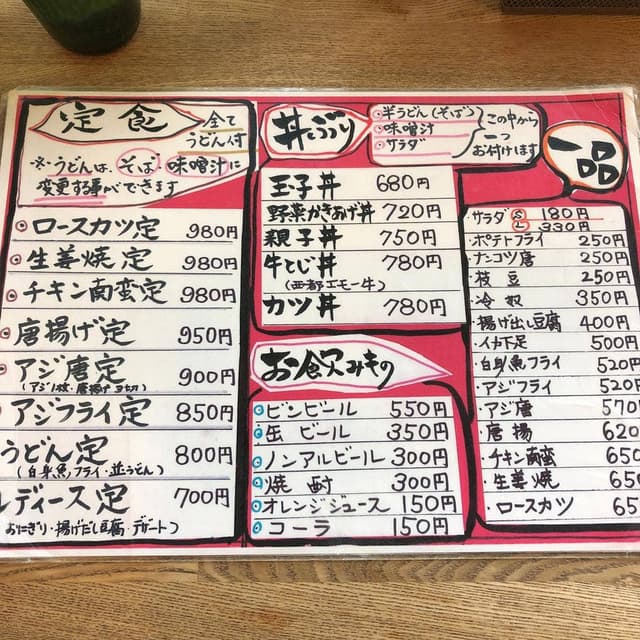 定食
全て
うどん付
※うどんは、そば 味噌汁に
変更する事ができます
ロースカツ定 980円
生姜焼定 980円
チキン南蛮定 980円
唐揚げ定 950円
アジ唐定 900円
アジフライ定 850円
うどん定 800円
(白身魚フライ・並うどん)
レディース定 700円
おにぎり・揚げだし豆腐・デザート)
丼ぶり
半うどん(そば)
味噌汁
サラダ
この中から
一つ
お付けします
玉子丼 680円
野菜かきあげ丼 720円
親子丼 750円
牛とじ丼 780円
(西都エモー牛)
カツ丼 780円
お飲みもの
ビンビール 550円
缶ビール 350円
ノンアルビール 300円
焼酎 300円
オレンジジュース 150円
コーラ 150円
一品
・サラダ S 180円
L 330円
・ポテトフライ 250円
・ナンコツ唐 250円
・枝豆 250円
・冷奴 350円
・揚げ出し豆腐 400円
・イカ下足 500円
・白身魚フライ 520円
・アジフライ 520円
・アジ唐 570
・唐揚 620
・チキン南蛮 650
・生姜焼 650
・ロースカツ 65